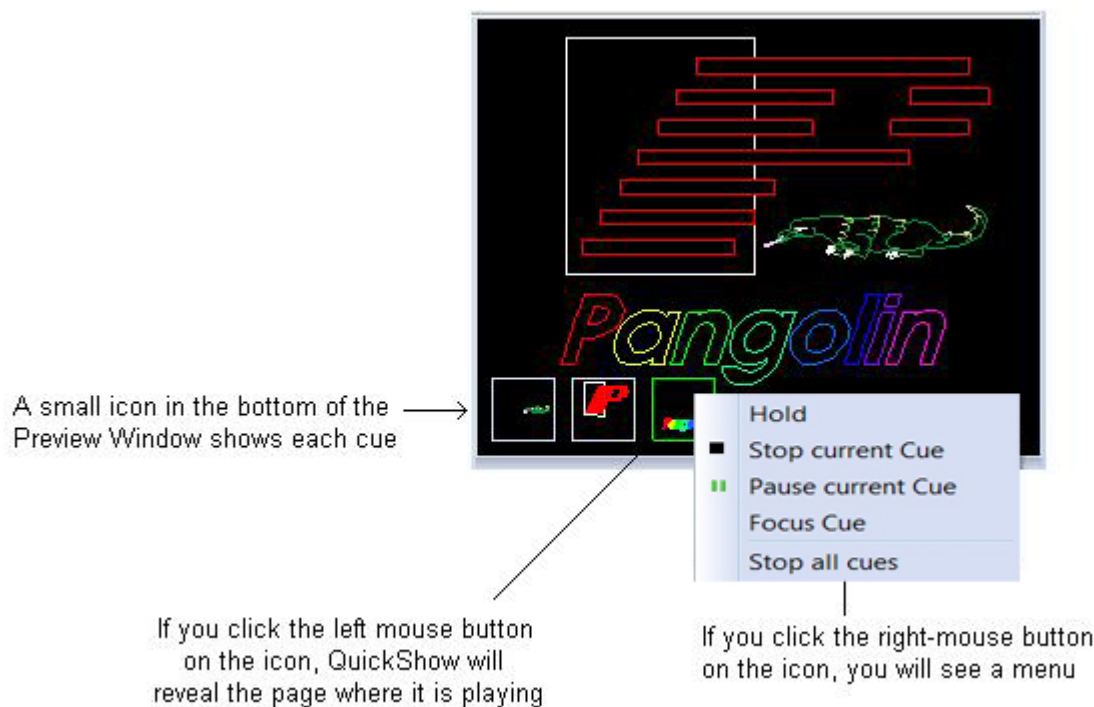 Pangolin
A small icon in the bottom of the
Preview Window shows each cue
Hold
Stop current Cue
Pause current Cue
Focus Cue
Stop all cues
If you click the left mouse button
on the icon, QuickShow will
reveal the page where it is playing
If you click the right-mouse button
on the icon, you will see a menu